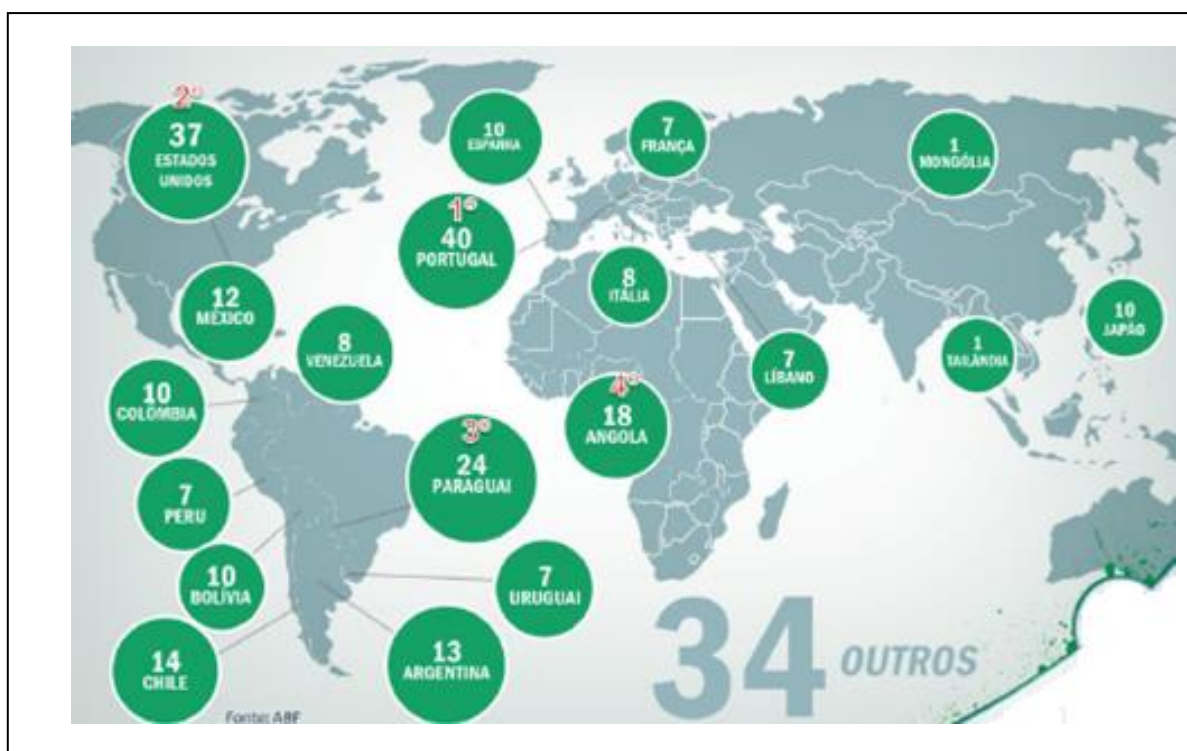 2º
37
ESTADOS
UNIDOS
10
ESPANHA
7
FRANÇA
1
MONGÓLIA
1º
40
PORTUGAL
12
MÉXICO
8
VENEZUELA
8
ITÁLIA
7
LÍBANO
1
TAILÂNDIA
10
JAPÃO
10
COLÔMBIA
3º
24
PARAGUAI
4º
18
ANGOLA
7
PERU
10
BOLÍVIA
7
URUGUAI
14
CHILE
13
ARGENTINA
34 OUTROS
Fonte: ABF